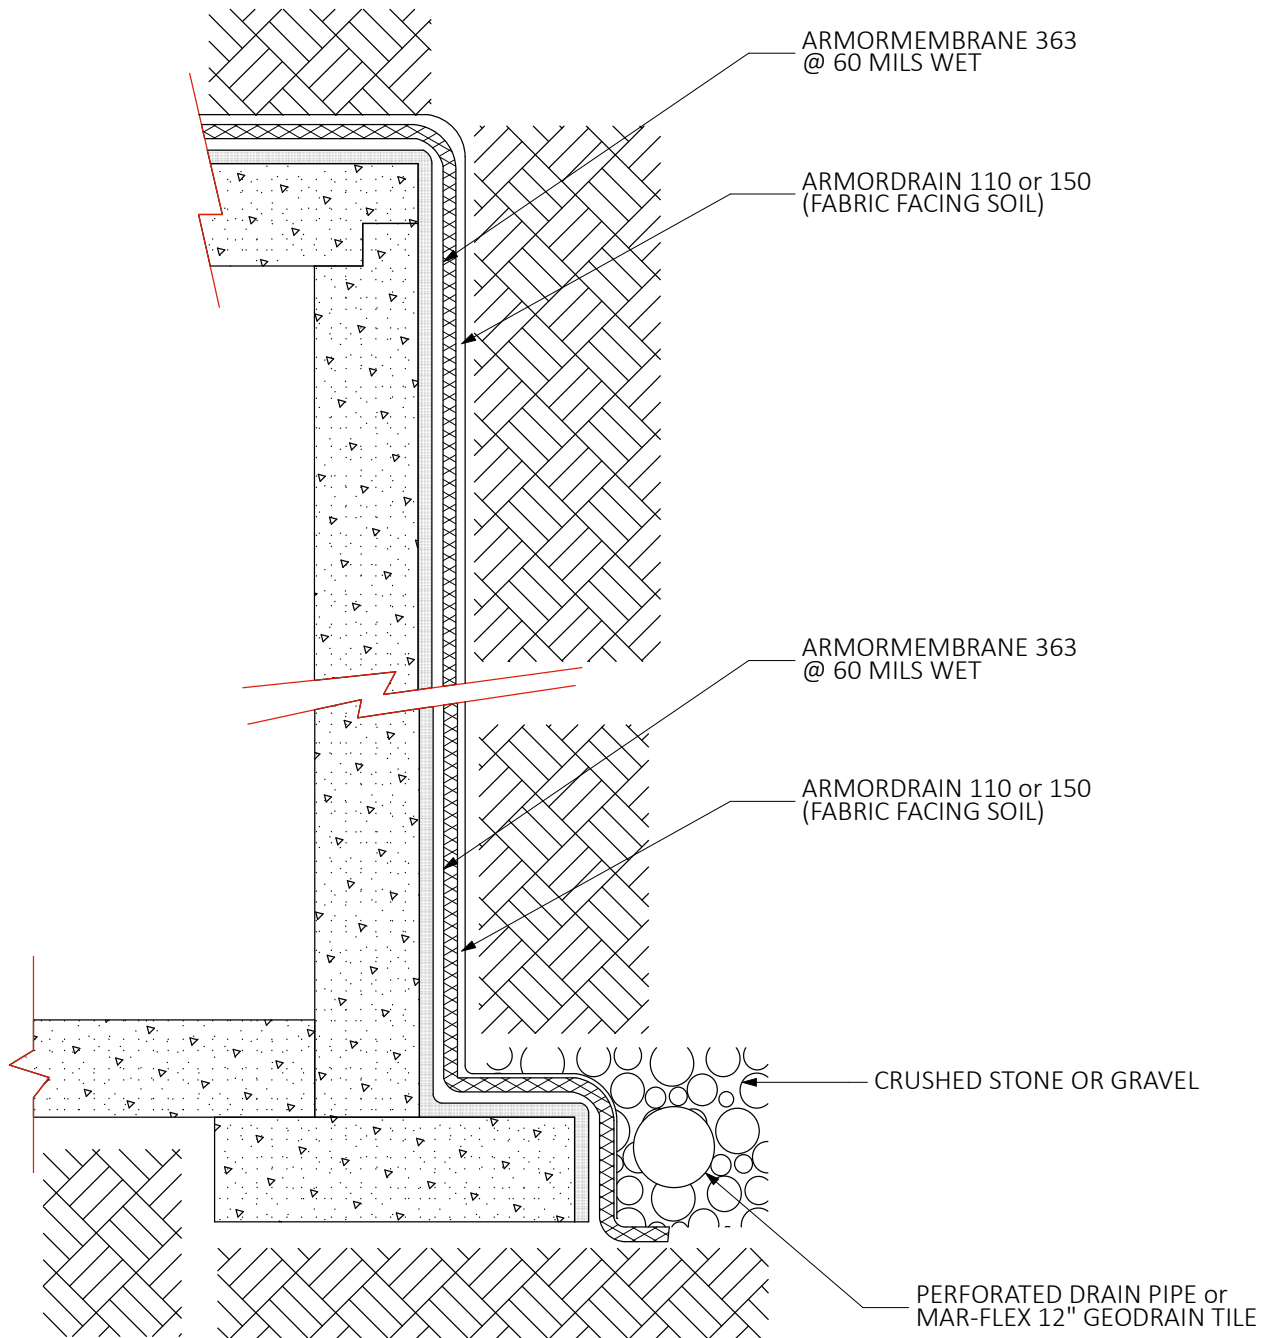 ARMORMEMBRANE 363
@ 60 MILS WET
ARMORDRAIN 110 or 150
(FABRIC FACING SOIL)
ARMORMEMBRANE 363
@ 60 MILS WET
ARMORDRAIN 110 or 150
(FABRIC FACING SOIL)
CRUSHED STONE OR GRAVEL
PERFORATED DRAIN PIPE or
MAR-FLEX 12" GEODRAIN TILE